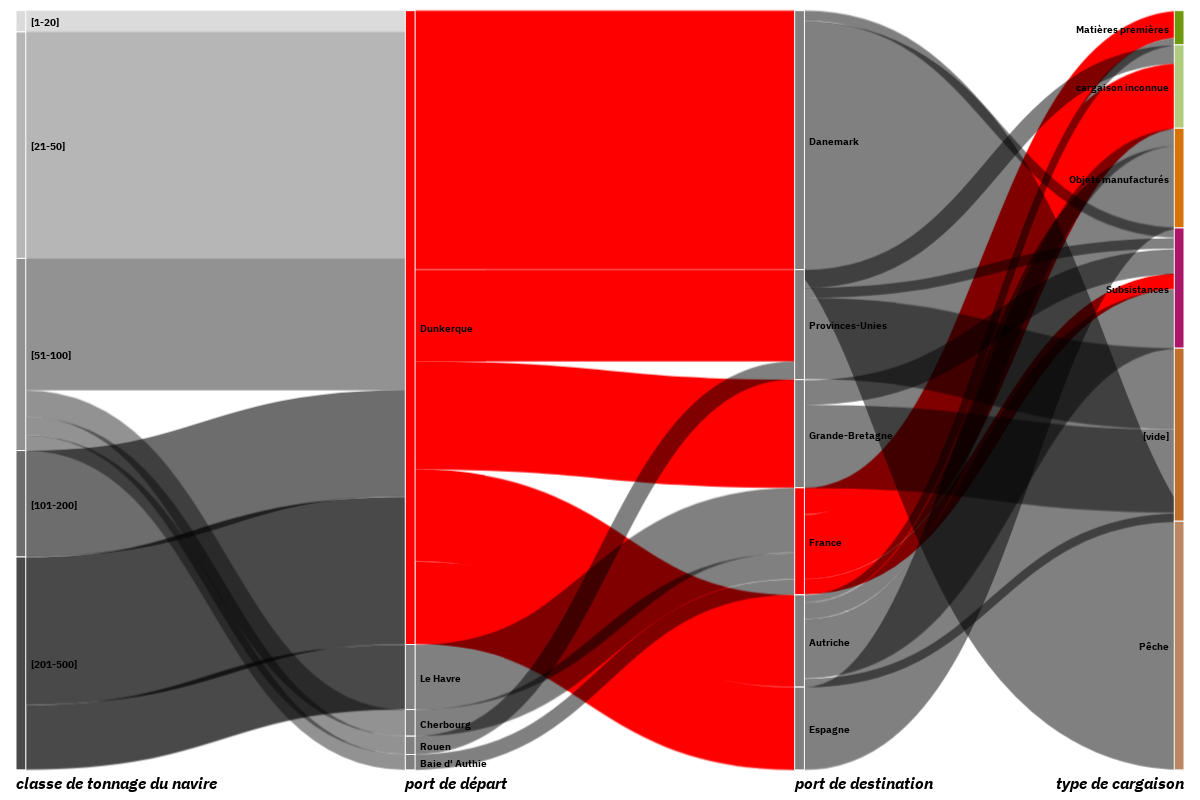 [1-20]
[21-50]
[51-100]
[101-200]
[201-500]
Dunkerque
Le Havre
Cherbourg
Rouen
Baie d' Authie
Danemark
Provinces-Unies
Grande-Bretagne
France
Autriche
Espagne
Matières premières
cargaison inconnue
Objets manufacturés
Subsistances
[vide]
Pêche
classe de tonnage du navire
port de départ
port de destination
type de cargaison